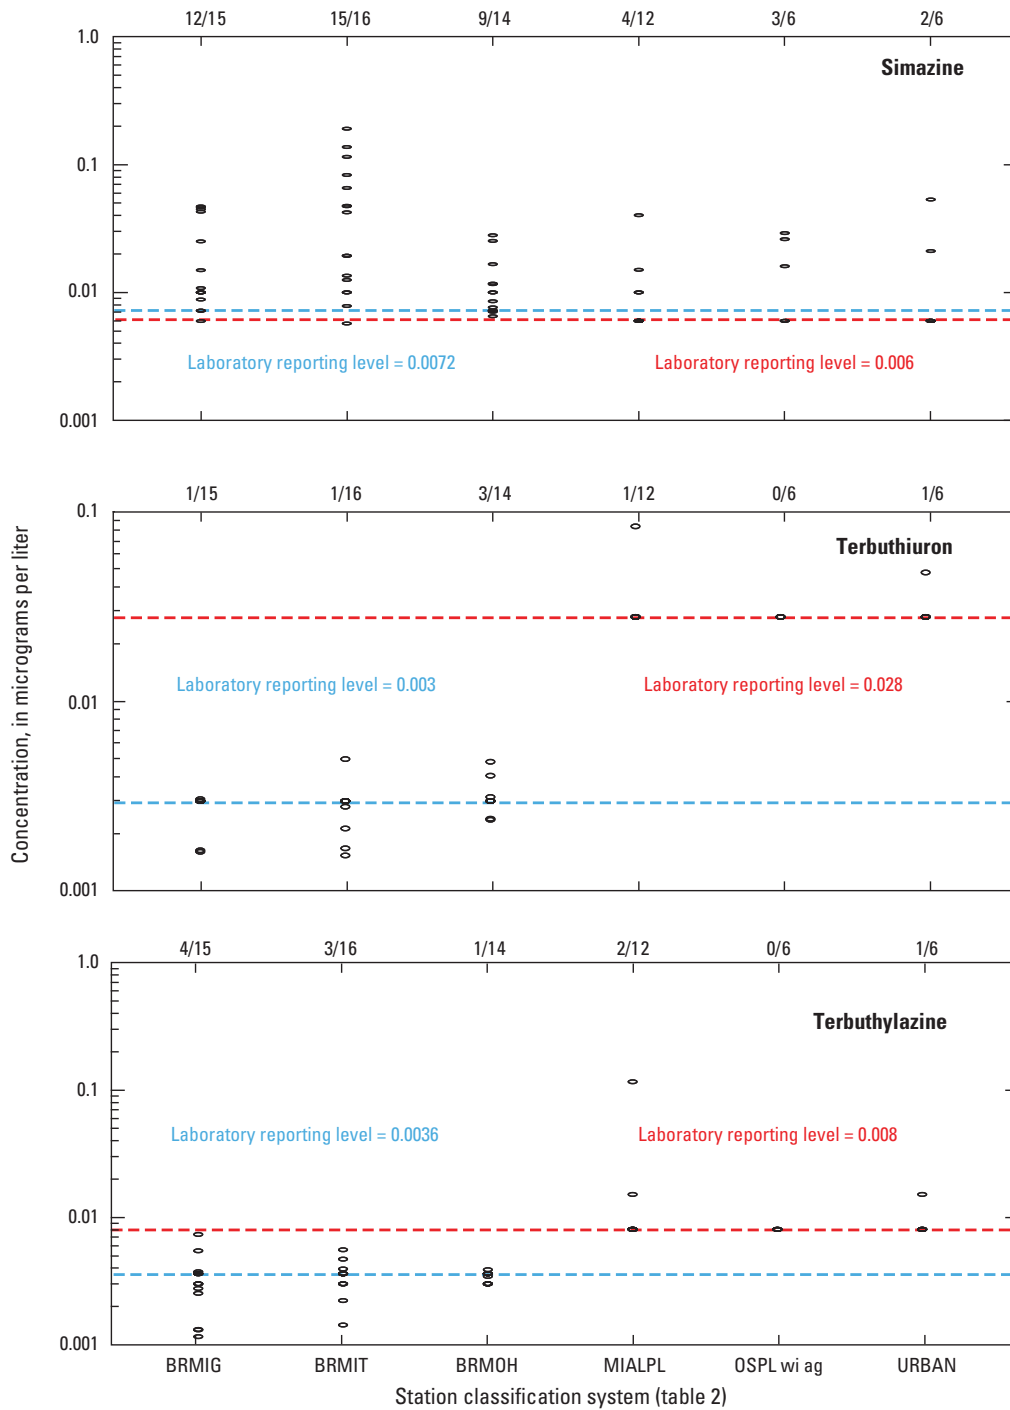 12/15 15/16 9/14 4/12 3/6 2/6
1.0
Simazine
0.1
0.01
Laboratory reporting level = 0.0072 Laboratory reporting level = 0.006
0.001
1/15 1/16 3/14 1/12 0/6 1/6
0.1
Terbuthiuron
Laboratory reporting level = 0.003 Laboratory reporting level = 0.028
0.01
0.001
Concentration, in micrograms per liter
4/15 3/16 1/14 2/12 0/6 1/6
1.0
Terbuthylazine
0.1
Laboratory reporting level = 0.0036 Laboratory reporting level = 0.008
0.01
0.001
BRMIG BRMIT BRMOH MIALPL OSPL wi ag URBAN
Station classification system (table 2)